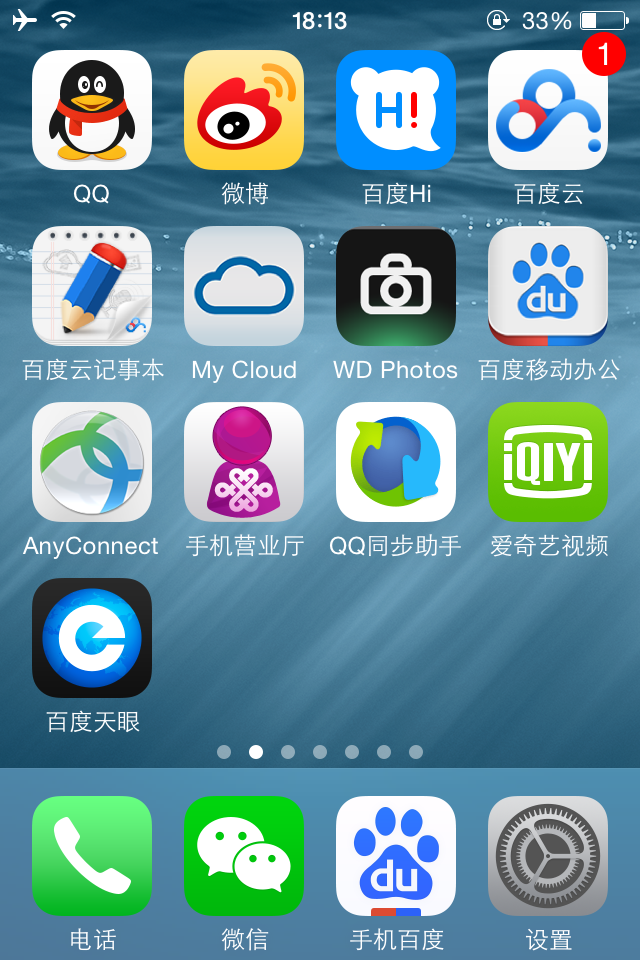 18:13 33%
1
H!
QQ 微博 百度Hi 百度云
du
百度云记事本 My Cloud WD Photos 百度移动办公
iQIYI
AnyConnect 手机营业厅 QQ同步助手 爱奇艺视频
e
百度天眼
du
电话 微信 手机百度 设置